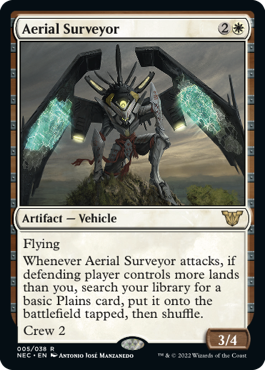 Aerial Surveyor 2
Artifact — Vehicle
Flying
Whenever Aerial Surveyor attacks, if
defending player controls more lands
than you, search your library for a
basic Plains card, put it onto the
battlefield tapped, then shuffle.
Crew 2
3/4
005/038 R
NEC • EN Antonio José Manzanedo ™ & © 2022 Wizards of the Coast